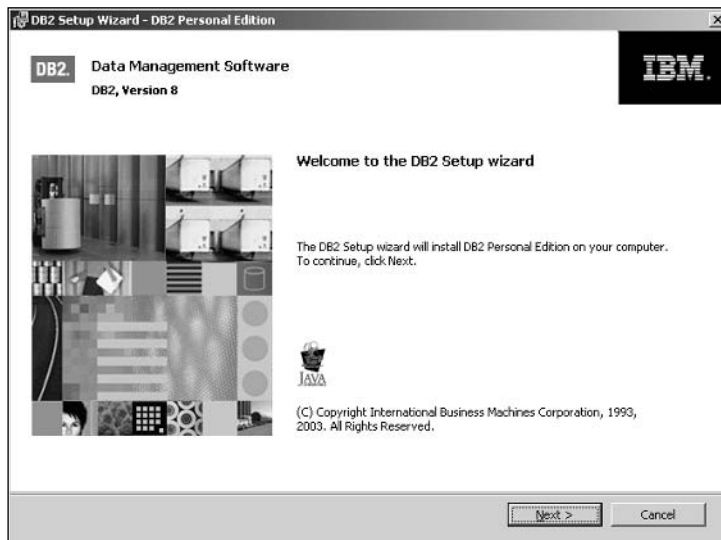 DB2 Setup Wizard - DB2 Personal Edition
DB2.
Data Management Software
DB2, Version 8
IBM.
Welcome to the DB2 Setup wizard
The DB2 Setup wizard will install DB2 Personal Edition on your computer.
To continue, click Next.
JAVA
(C) Copyright International Business Machines Corporation, 1993,
2003. All Rights Reserved.
Next >
Cancel